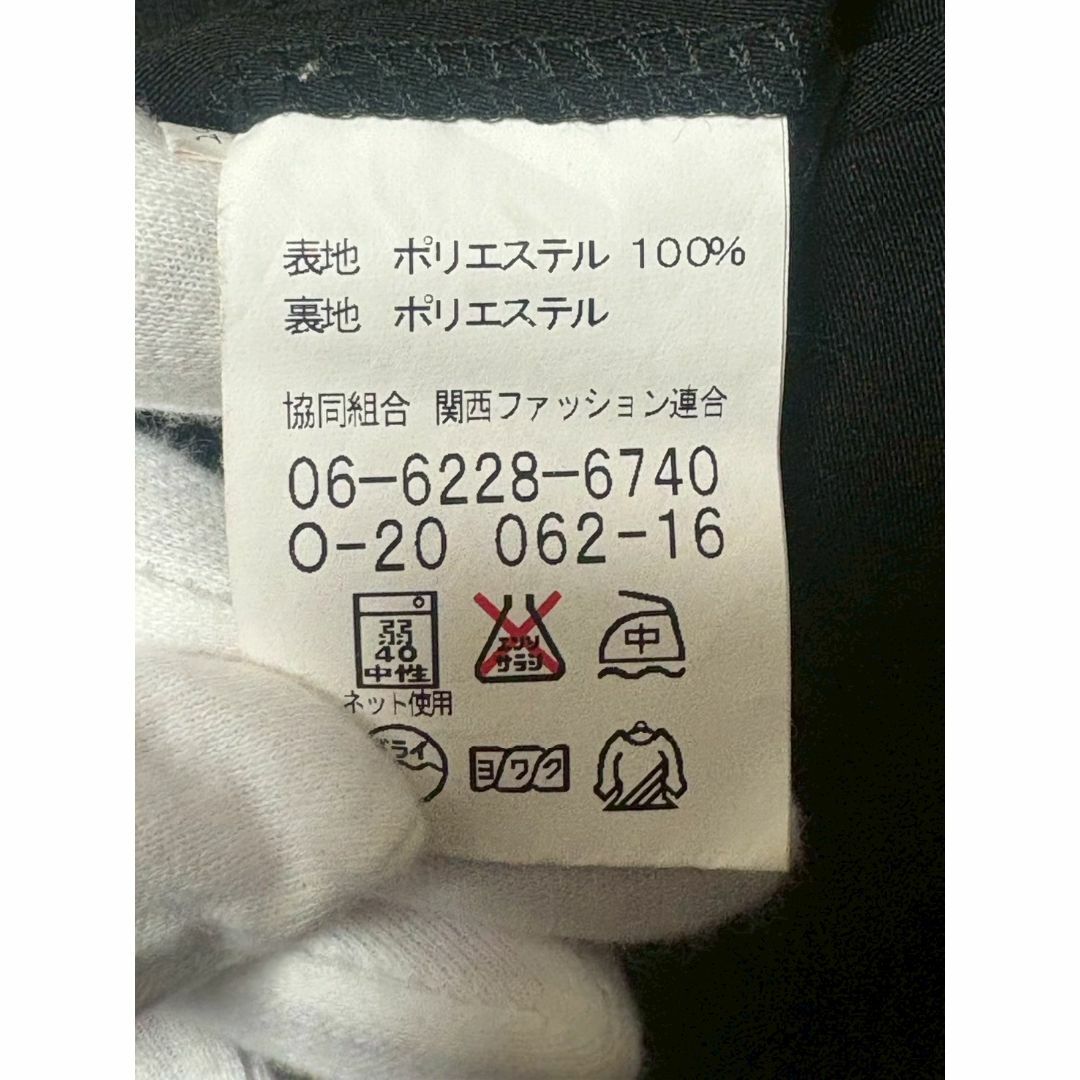 表地 ポリエステル 100%
裏地 ポリエステル
協同組合 関西ファッション連合
06-6228-6740
O-20 062-16
弱
40
中性
ネット使用
エンソ
サラシ
中
ドライ
ヨワク